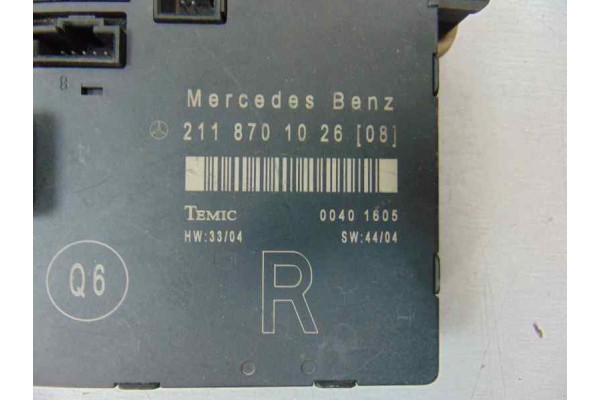 8
Mercedes Benz
211 870 10 26 [08]
TEMIC 0040 1605
HW:33/04 SW:44/04
Q6
R